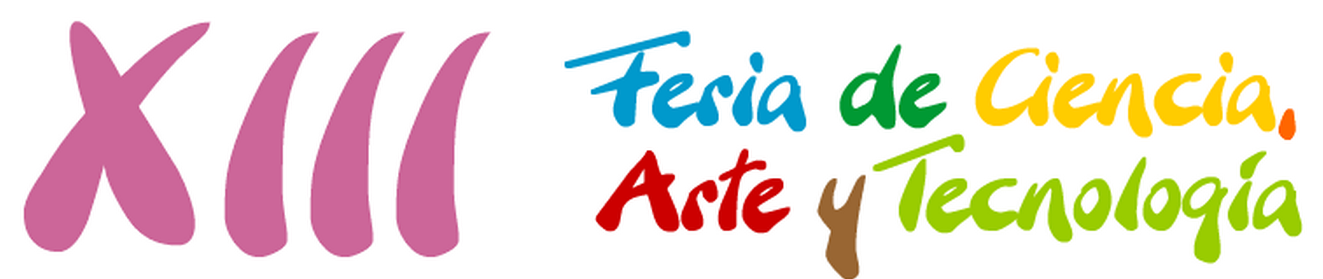 XIII
Feria de Ciencia,
Arte y Tecnología